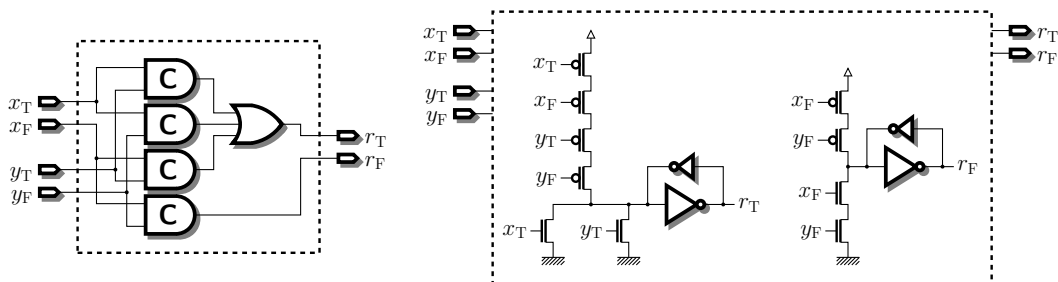 x_T
x_F
y_T
y_F
C
C
C
C
r_T
r_F
x_T
x_F
y_T
y_F
x_T
x_F
y_T
y_F
x_T
y_T
r_T
x_F
y_F
x_F
y_F
r_F
r_T
r_F